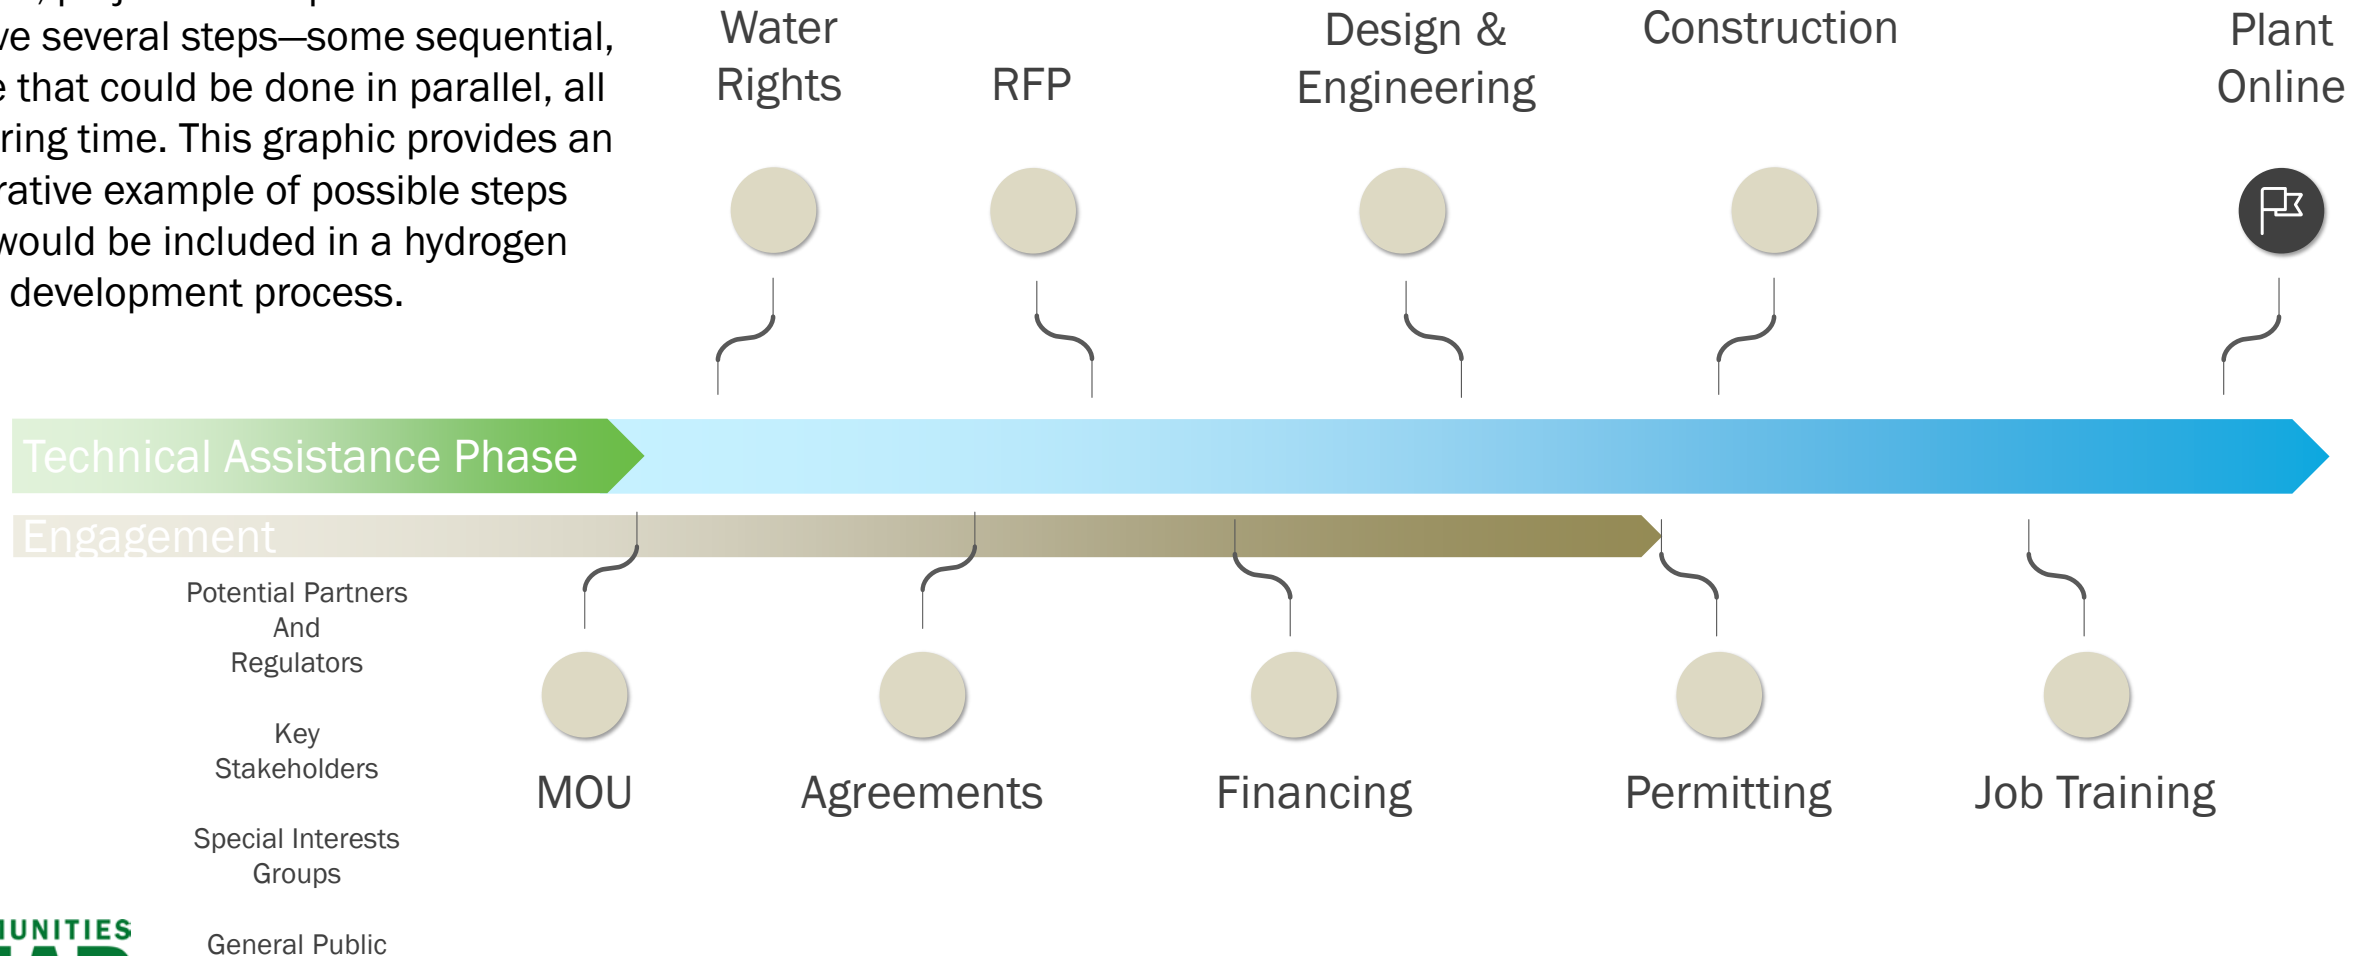 ve several steps—some sequential,
e that could be done in parallel, all
ring time. This graphic provides an
rative example of possible steps
would be included in a hydrogen
development process.
Water
Rights
RFP
Design &
Engineering
Construction
Plant
Online
Technical Assistance Phase
Engagement
Potential Partners
And
Regulators
Key
Stakeholders
Special Interests
Groups
General Public
MOU
Agreements
Financing
Permitting
Job Training
MUNITIES